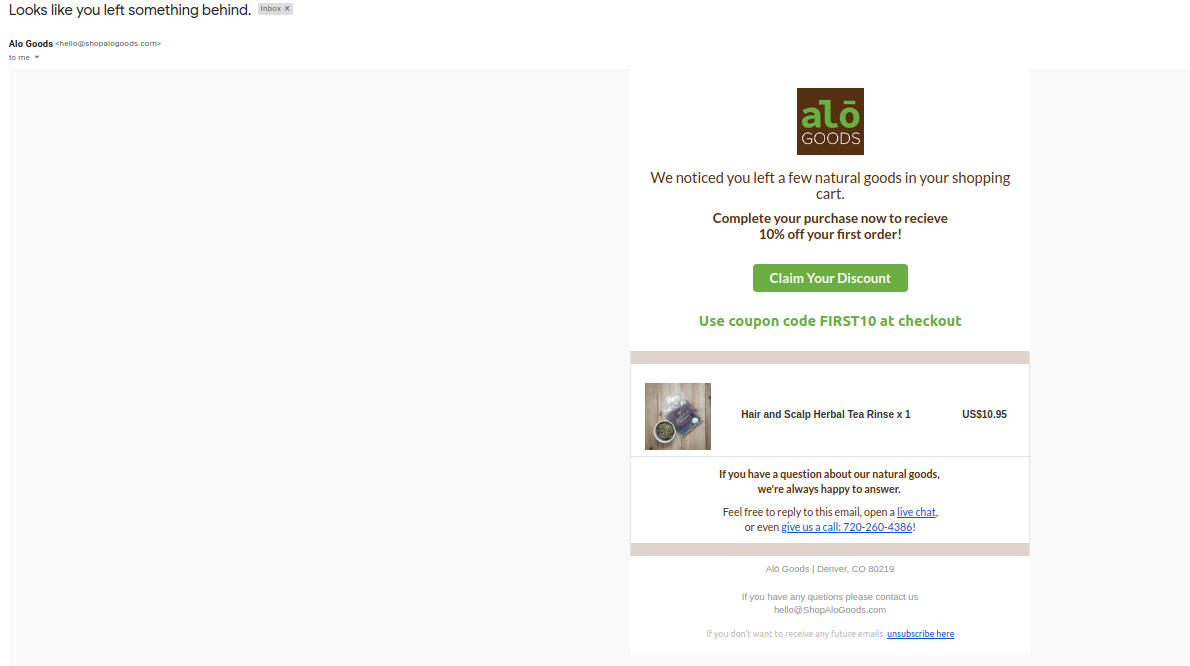 Looks like you left something behind. Inbox ×
Alo Goods <hello@shopalogoods.com>
to me
alō
GOODS
We noticed you left a few natural goods in your shopping
cart.
Complete your purchase now to recieve
10% off your first order!
Claim Your Discount
Use coupon code FIRST10 at checkout
Hair and Scalp Herbal Tea Rinse x 1 US$10.95
If you have a question about our natural goods,
we're always happy to answer.
Feel free to reply to this email, open a live chat,
or even give us a call: 720-260-4386!
Alō Goods | Denver, CO 80219
If you have any quetions please contact us
hello@ShopAloGoods.com
If you don't want to receive any future emails unsubscribe here